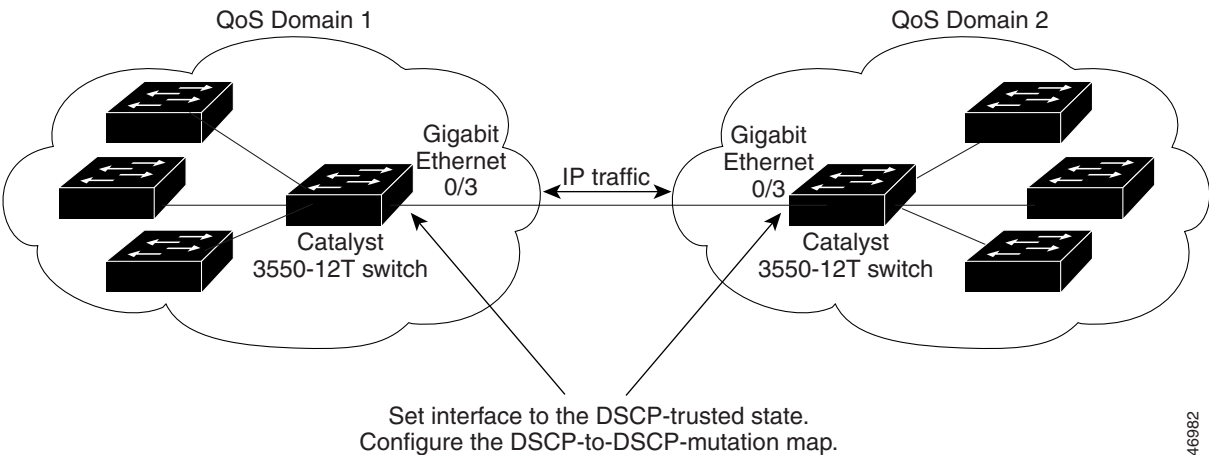 QoS Domain 1
QoS Domain 2
Gigabit
Ethernet
0/3
IP traffic
Gigabit
Ethernet
0/3
Catalyst
3550-12T switch
Catalyst
3550-12T switch
Set interface to the DSCP-trusted state.
Configure the DSCP-to-DSCP-mutation map.
46982